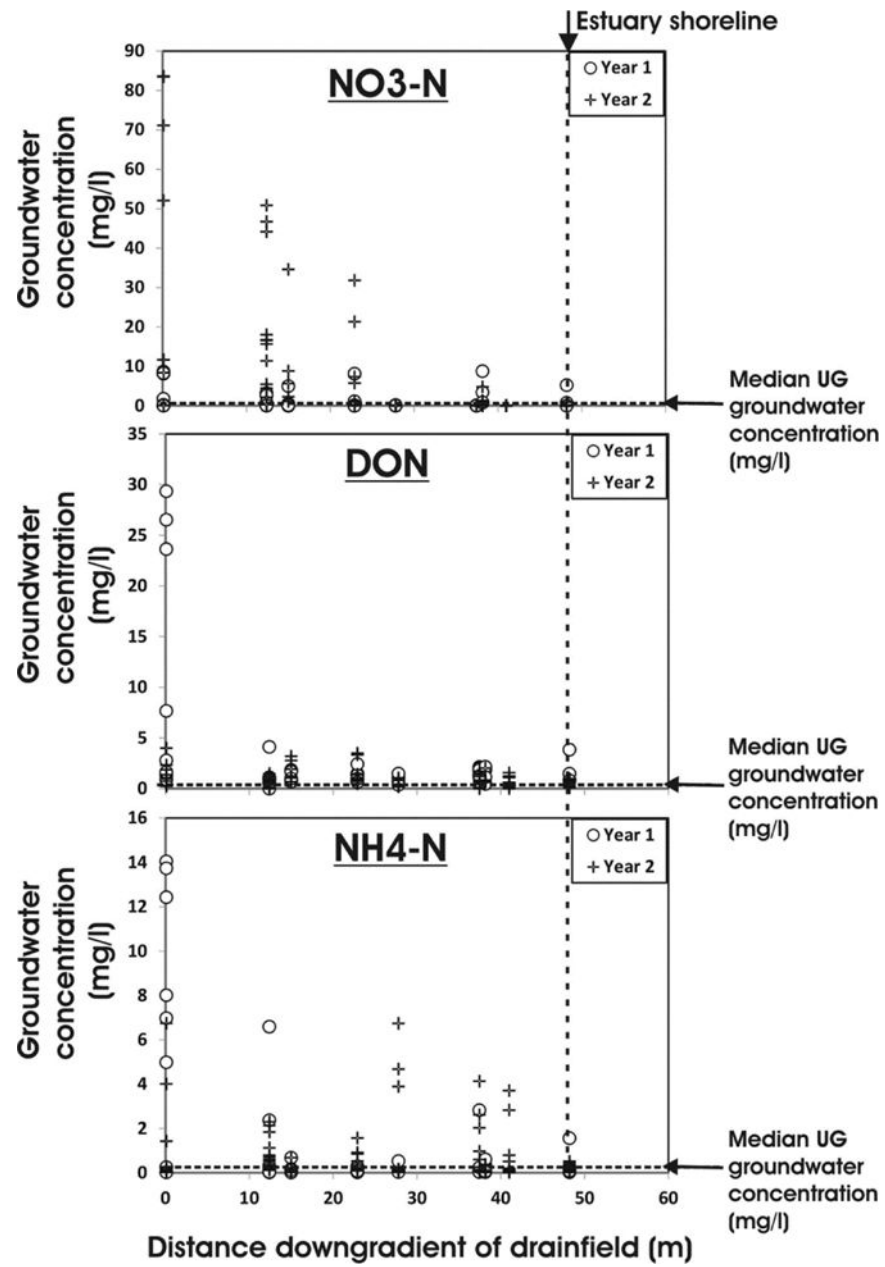 Estuary shoreline
NO3-N
Year 1
Year 2
Groundwater
concentration
(mg/l)
90
80
70
60
50
40
30
20
10
0
Median UG
groundwater
concentration
(mg/l)
DON
Year 1
Year 2
Groundwater
concentration
(mg/l)
35
30
25
20
15
10
5
0
Median UG
groundwater
concentration
(mg/l)
NH4-N
Year 1
Year 2
Groundwater
concentration
(mg/l)
16
14
12
10
8
6
4
2
0
Median UG
groundwater
concentration
(mg/l)
0 10 20 30 40 50 60
Distance downgradient of drainfield (m)